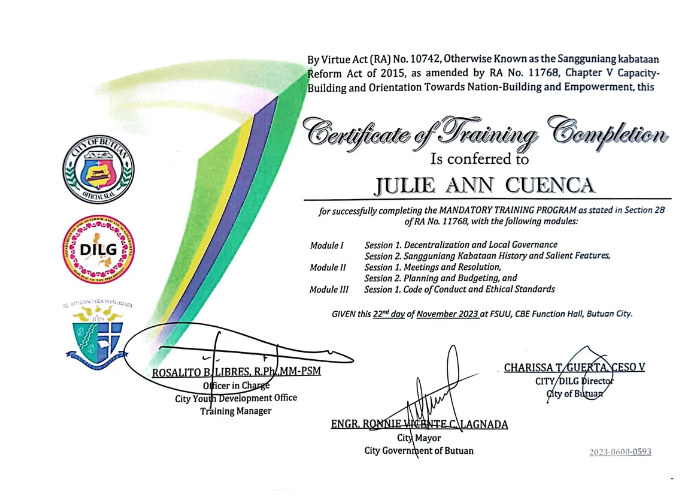 By Virtue Act (RA) No. 10742, Otherwise Known as the Sangguniang kabataan
Reform Act of 2015, as amended by RA No. 11768, Chapter V Capacity-
Building and Orientation Towards Nation-Building and Empowerment, this
Certificate of Training Completion
Is conferred to
JULIE ANN CUENCA
for successfully completing the MANDATORY TRAINING PROGRAM as stated in Section 28
of RA No. 11768, with the following modules:
Module I Session 1. Decentralization and Local Governance
Session 2. Sangguniang Kabataan History and Salient Features,
Module II Session 1. Meetings and Resolution,
Session 2. Planning and Budgeting, and
Module III Session 1. Code of Conduct and Ethical Standards
GIVEN this 22nd day of November 2023 at FSUU, CBE Function Hall, Butuan City.
CITY OF BUTUAN
OFFICIAL SEAL
DILG
ROSALITO B. LIBRES, R.Ph.,MM-PSM
Officer in Charge
City Youth Development Office
Training Manager
ENGR. RONNIE VICENTE C. LAGNADA
City Mayor
City Government of Butuan
CHARISSA T. GUERTA, CESO V
CITY DILG Director
City of Butuan
2023-8600-0593